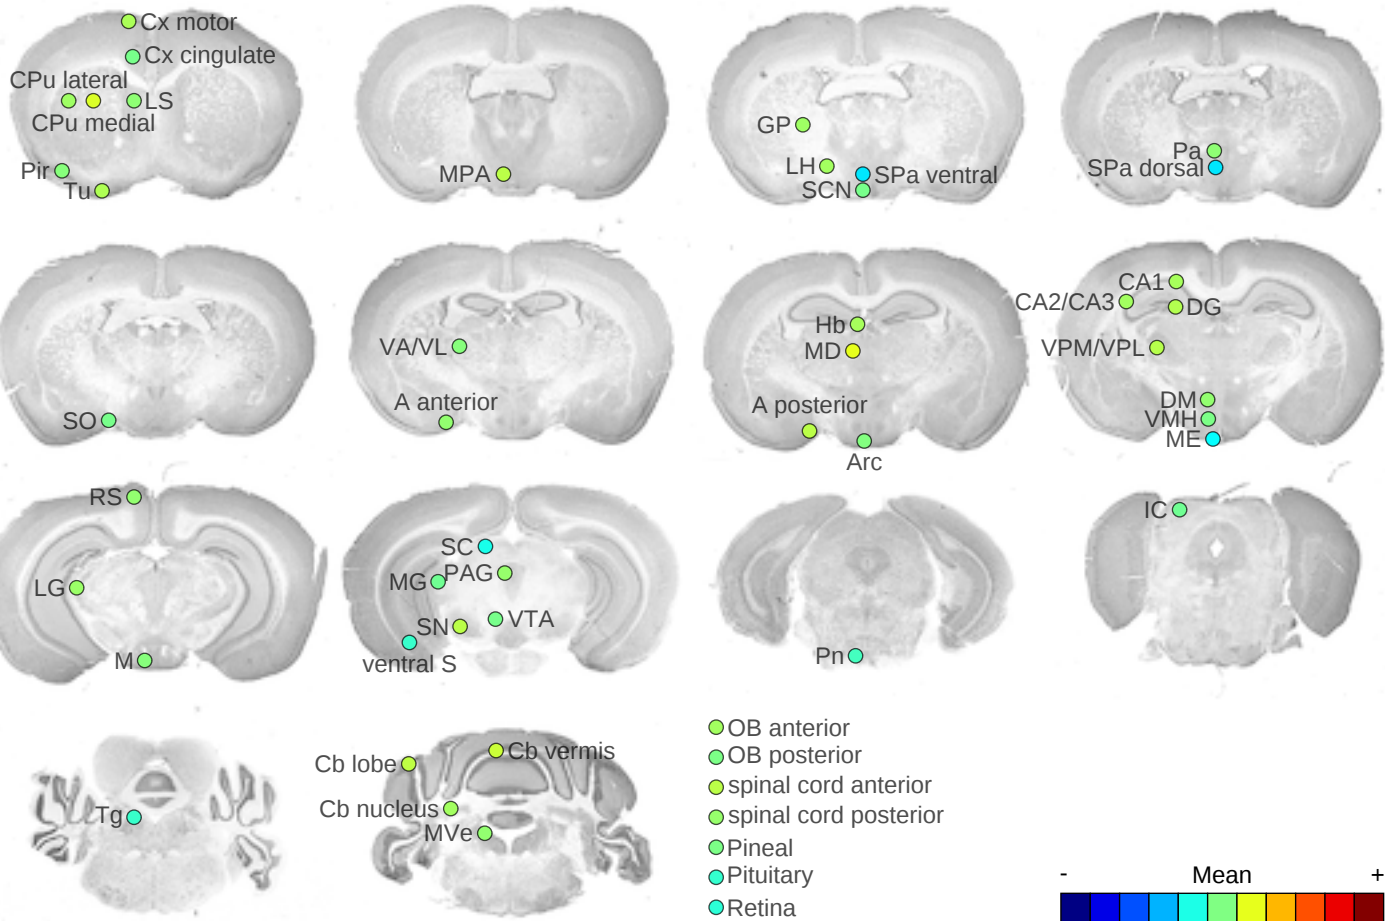 Cx motor
Cx cingulate
CPu lateral
LS
CPu medial
Pir
Tu
MPA
GP
LH
SPa ventral
SCN
Pa
SPa dorsal
SO
VA/VL
A anterior
Hb
MD
A posterior
Arc
CA1
CA2/CA3
DG
VPM/VPL
DM
VMH
ME
RS
LG
M
SC
MG
PAG
SN
VTA
ventral S
Pn
IC
Tg
Cb lobe
Cb vermis
Cb nucleus
MVe
OB anterior
OB posterior
spinal cord anterior
spinal cord posterior
Pineal
Pituitary
Retina
- Mean +